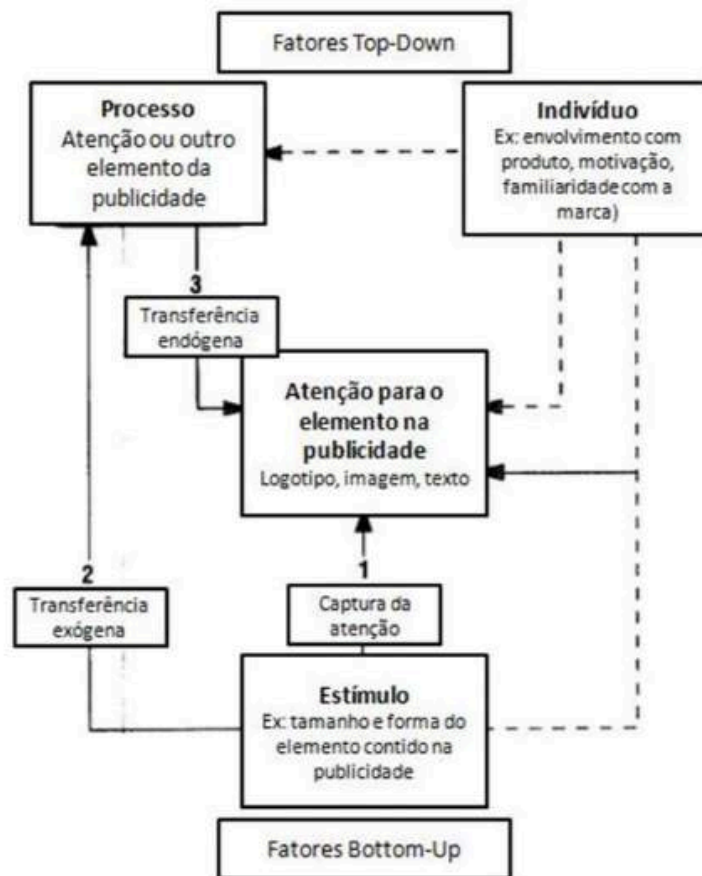 Fatores Top-Down
Processo
Atenção ou outro
elemento da
publicidade
Indivíduo
Ex: envolvimento com
produto, motivação,
familiaridade com a
marca)
3
Transferência
endógena
Atenção para o
elemento na
publicidade
Logotipo, imagem, texto
2
Transferência
exógena
1
Captura da
atenção
Estímulo
Ex: tamanho e forma do
elemento contido na
publicidade
Fatores Bottom-Up